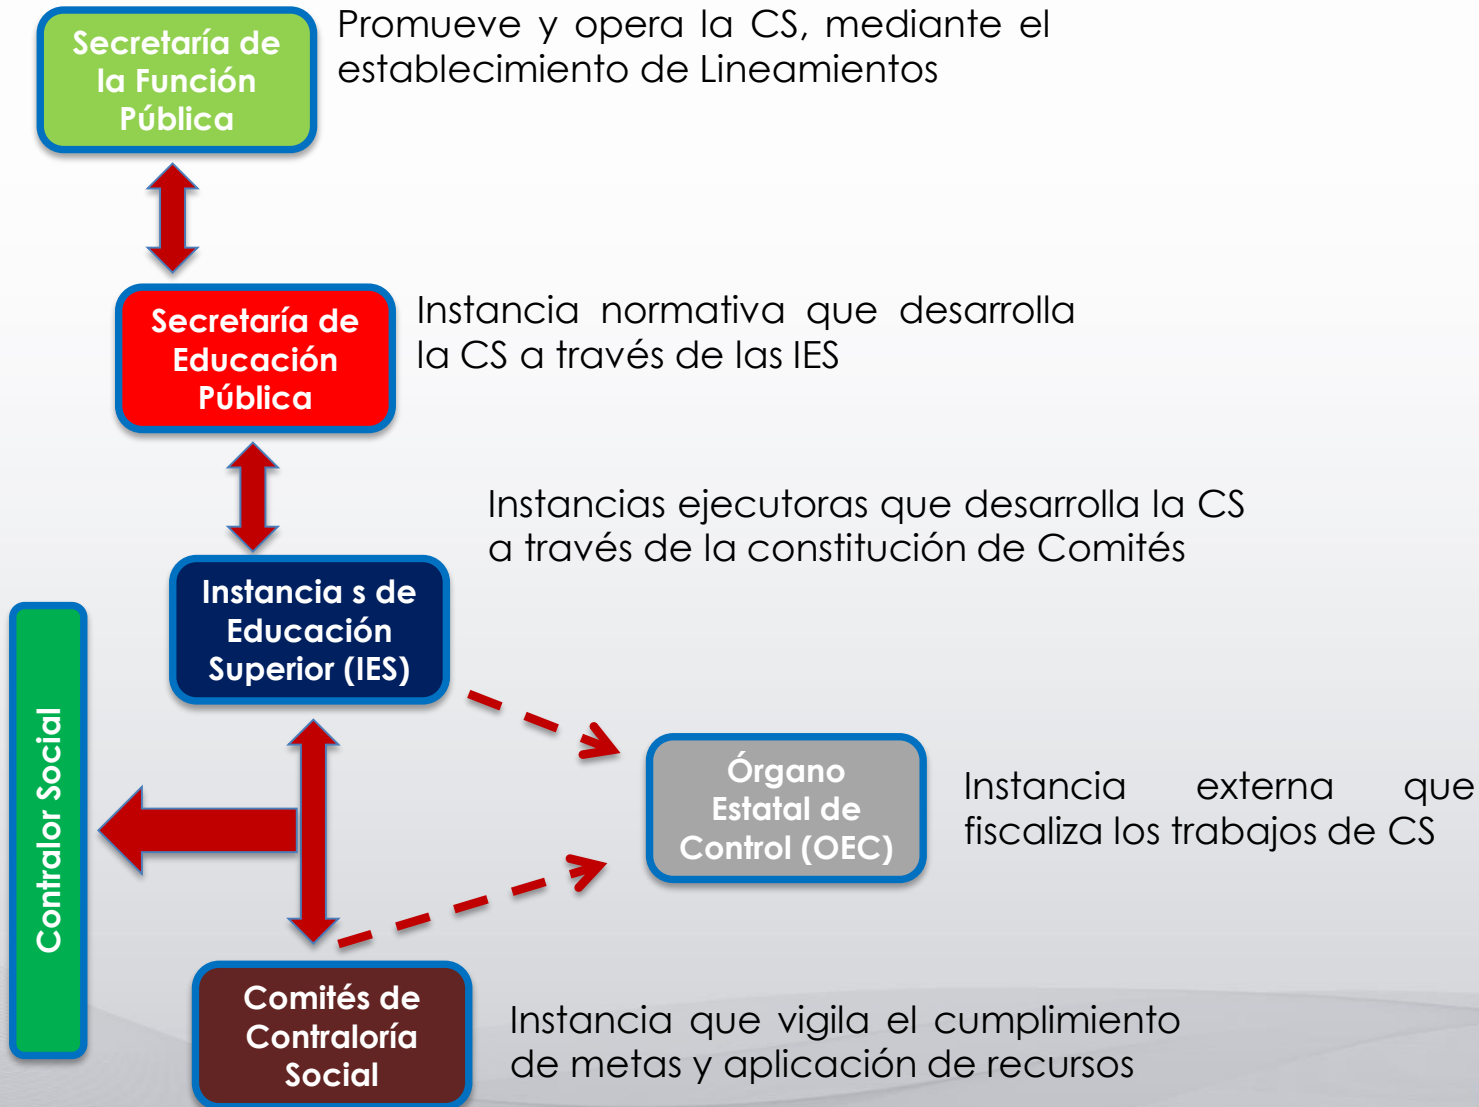 Secretaría de
la Función
Pública
Promueve y opera la CS, mediante el
establecimiento de Lineamientos
Secretaría de
Educación
Pública
Instancia normativa que desarrolla
la CS a través de las IES
Instancias ejecutoras que desarrolla la CS
a través de la constitución de Comités
Instancia s de
Educación
Superior (IES)
Contralor Social
Órgano
Estatal de
Control (OEC)
Instancia externa que
fiscaliza los trabajos de CS
Comités de
Contraloría
Social
Instancia que vigila el cumplimiento
de metas y aplicación de recursos